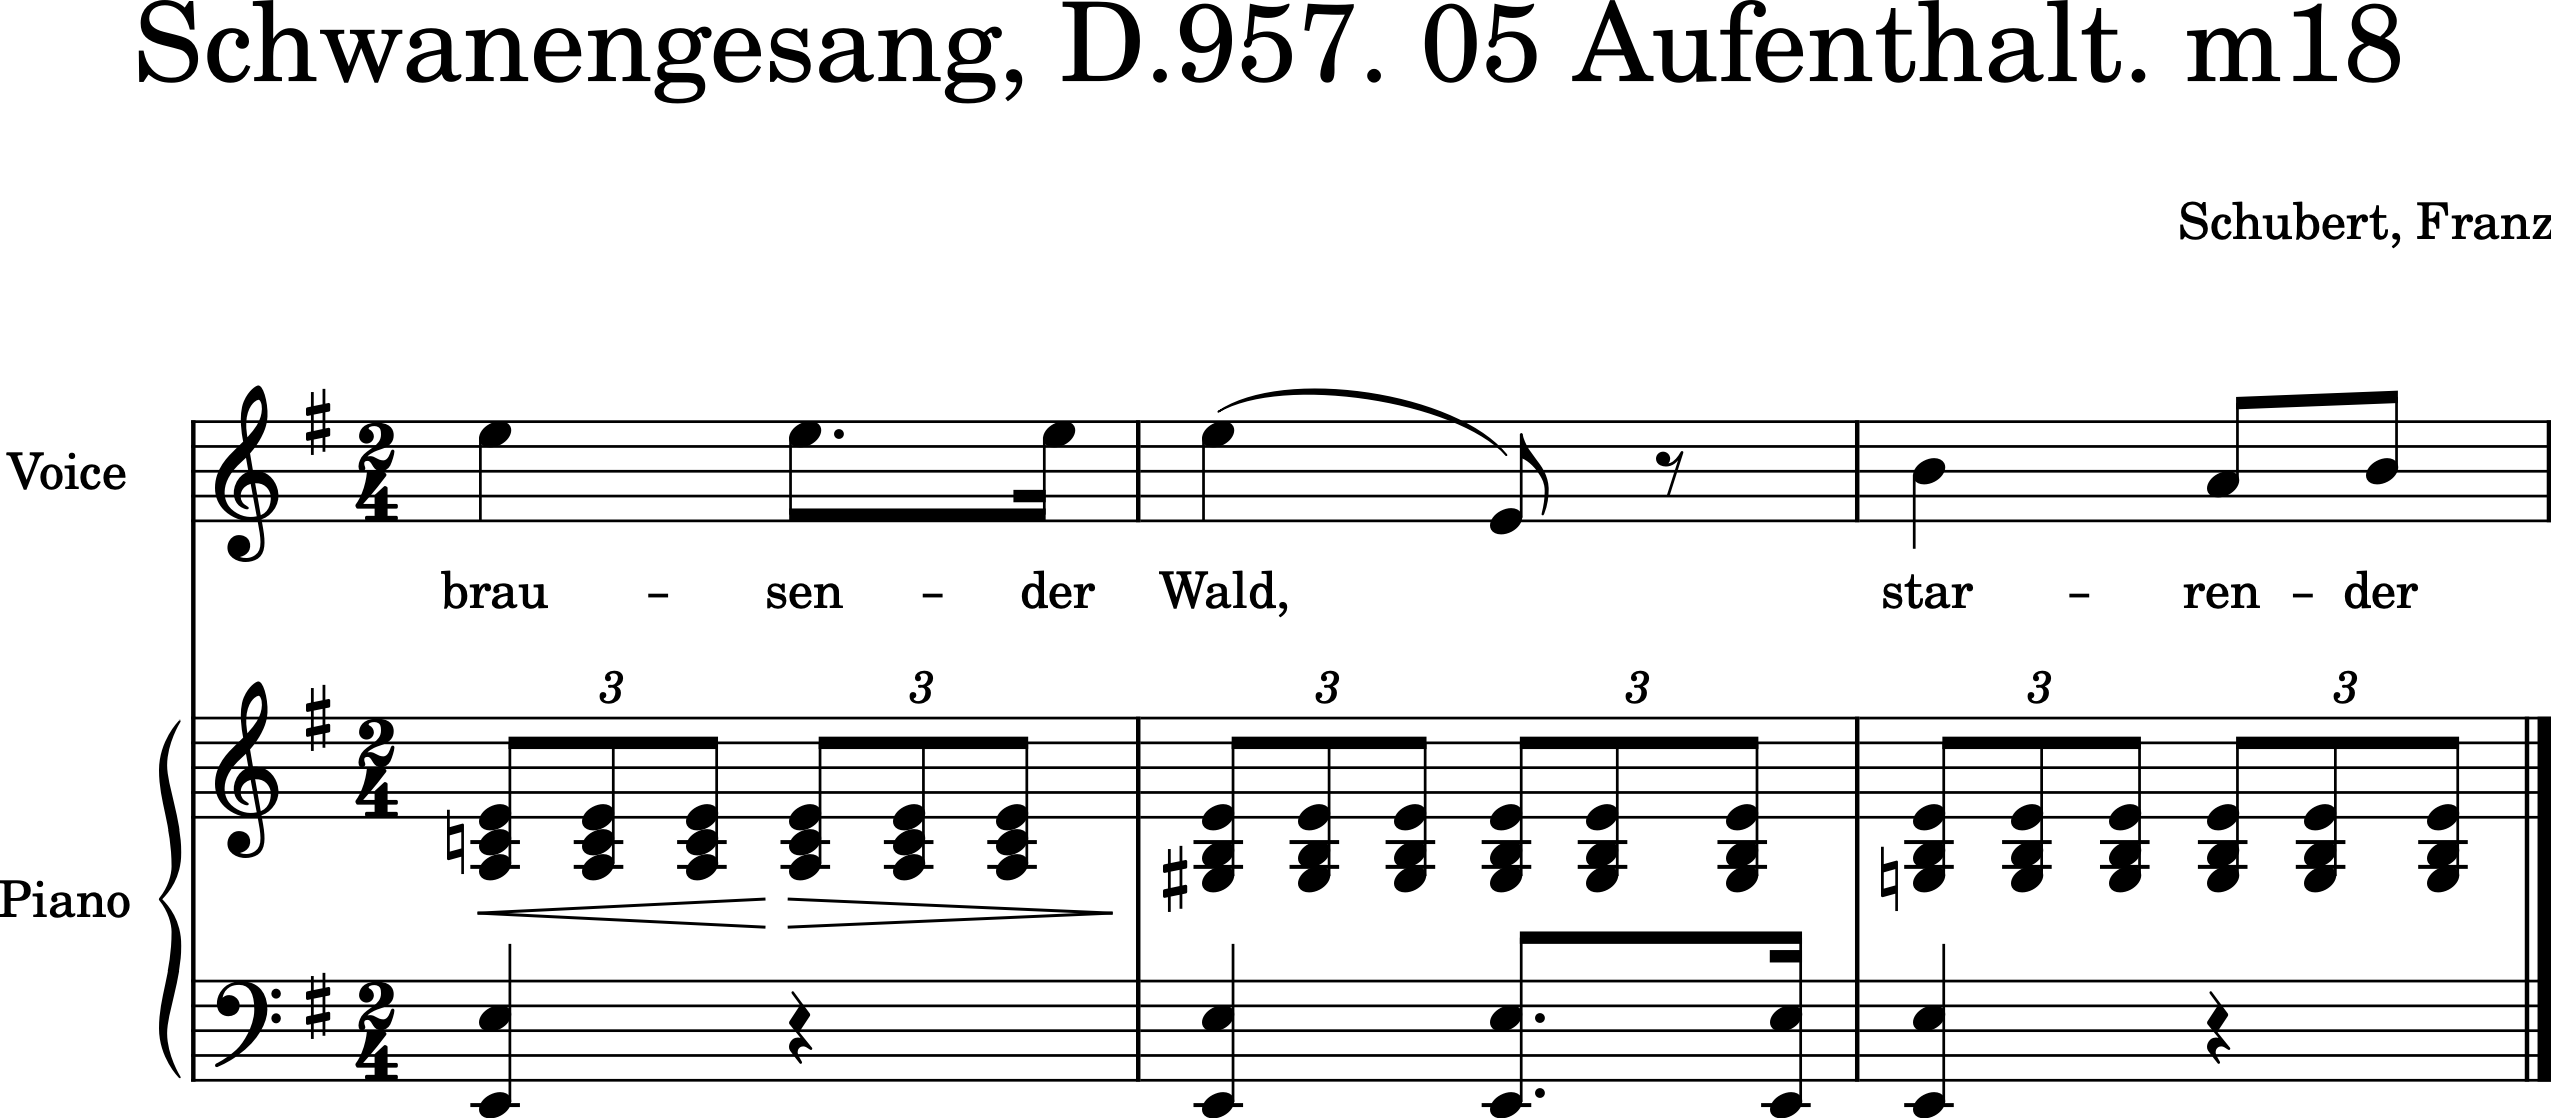 Schwanengesang, D.957. 05 Aufenthalt. m18
Schubert, Franz
Voice
brau - sen - der Wald, star - ren - der
3 3 3 3 3 3
Piano